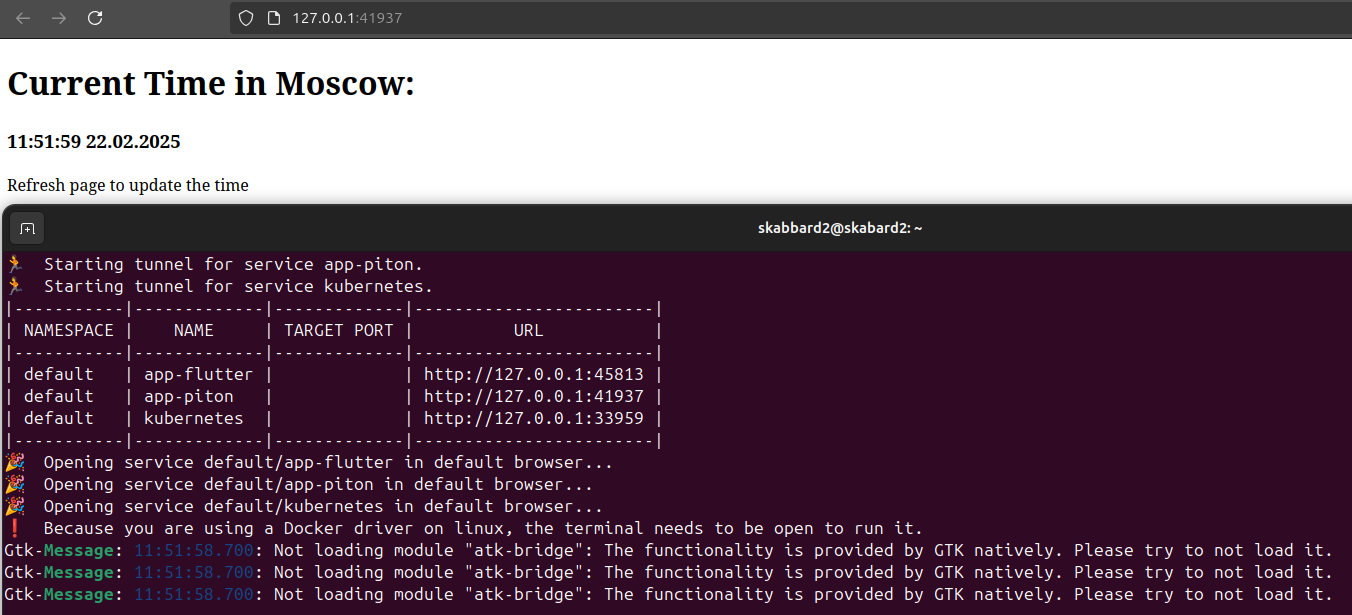 127.0.0.1:41937
Current Time in Moscow:
11:51:59 22.02.2025
Refresh page to update the time
skabbard2@skabard2: ~
🏃  Starting tunnel for service app-piton.
🏃  Starting tunnel for service kubernetes.
|-----------|-------------|-------------|------------------------|
| NAMESPACE |    NAME     | TARGET PORT |          URL           |
|-----------|-------------|-------------|------------------------|
| default   | app-flutter |             | http://127.0.0.1:45813 |
| default   | app-piton   |             | http://127.0.0.1:41937 |
| default   | kubernetes  |             | http://127.0.0.1:33959 |
|-----------|-------------|-------------|------------------------|
🎉  Opening service default/app-flutter in default browser...
🎉  Opening service default/app-piton in default browser...
🎉  Opening service default/kubernetes in default browser...
❗  Because you are using a Docker driver on linux, the terminal needs to be open to run it.
Gtk-Message: 11:51:58.700: Not loading module "atk-bridge": The functionality is provided by GTK natively. Please try to not load it.
Gtk-Message: 11:51:58.700: Not loading module "atk-bridge": The functionality is provided by GTK natively. Please try to not load it.
Gtk-Message: 11:51:58.700: Not loading module "atk-bridge": The functionality is provided by GTK natively. Please try to not load it.